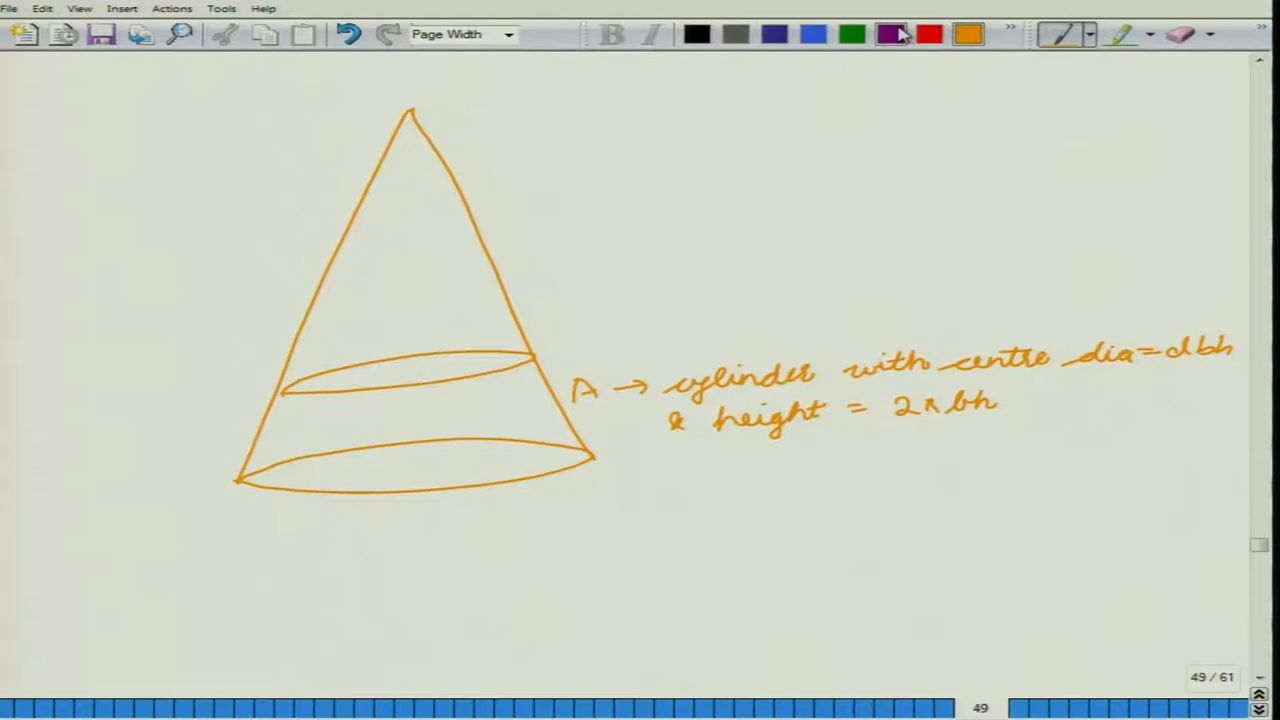 File Edit View Insert Actions Tools Help
Page Width B I
A → cylinder with centre dia = dbh
& height = 2 × bh
49 / 61
49